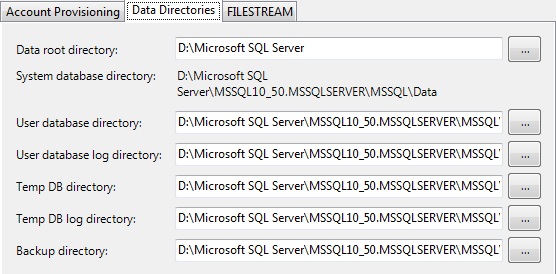 Account Provisioning Data Directories FILESTREAM
Data root directory: D:\Microsoft SQL Server ...
System database directory: D:\Microsoft SQL
Server\MSSQL10_50.MSSQLSERVER\MSSQL\Data
User database directory: D:\Microsoft SQL Server\MSSQL10_50.MSSQLSERVER\MSSQL\ ...
User database log directory: D:\Microsoft SQL Server\MSSQL10_50.MSSQLSERVER\MSSQL\ ...
Temp DB directory: D:\Microsoft SQL Server\MSSQL10_50.MSSQLSERVER\MSSQL\ ...
Temp DB log directory: D:\Microsoft SQL Server\MSSQL10_50.MSSQLSERVER\MSSQL\ ...
Backup directory: D:\Microsoft SQL Server\MSSQL10_50.MSSQLSERVER\MSSQL\ ...